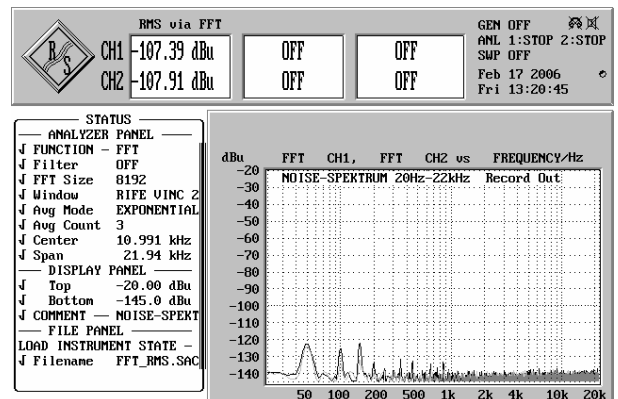 RMS via FFT
R&S
CH1 -107.39 dBu OFF OFF
CH2 -107.91 dBu OFF OFF
GEN OFF
ANL 1:STOP 2:STOP
SWP OFF
Feb 17 2006
Fri 13:20:45
STATUS
ANALYZER PANEL
FUNCTION - FFT
Filter OFF
FFT Size 8192
Window RIFE VINC 2
Avg Mode EXPONENTIAL
Avg Count 3
Center 10.991 kHz
Span 21.94 kHz
DISPLAY PANEL
Top -20.00 dBu
Bottom -145.0 dBu
COMMENT — NOISE-SPEKT
FILE PANEL
LOAD INSTRUMENT STATE -
Filename FFT_RMS.SAC
dBu FFT CH1, FFT CH2 vs FREQUENCY/Hz
NOISE-SPEKTRUM 20Hz-22kHz Record Out
-20
-30
-40
-50
-60
-70
-80
-90
-100
-110
-120
-130
-140
50 100 200 500 1k 2k 4k 10k 20k